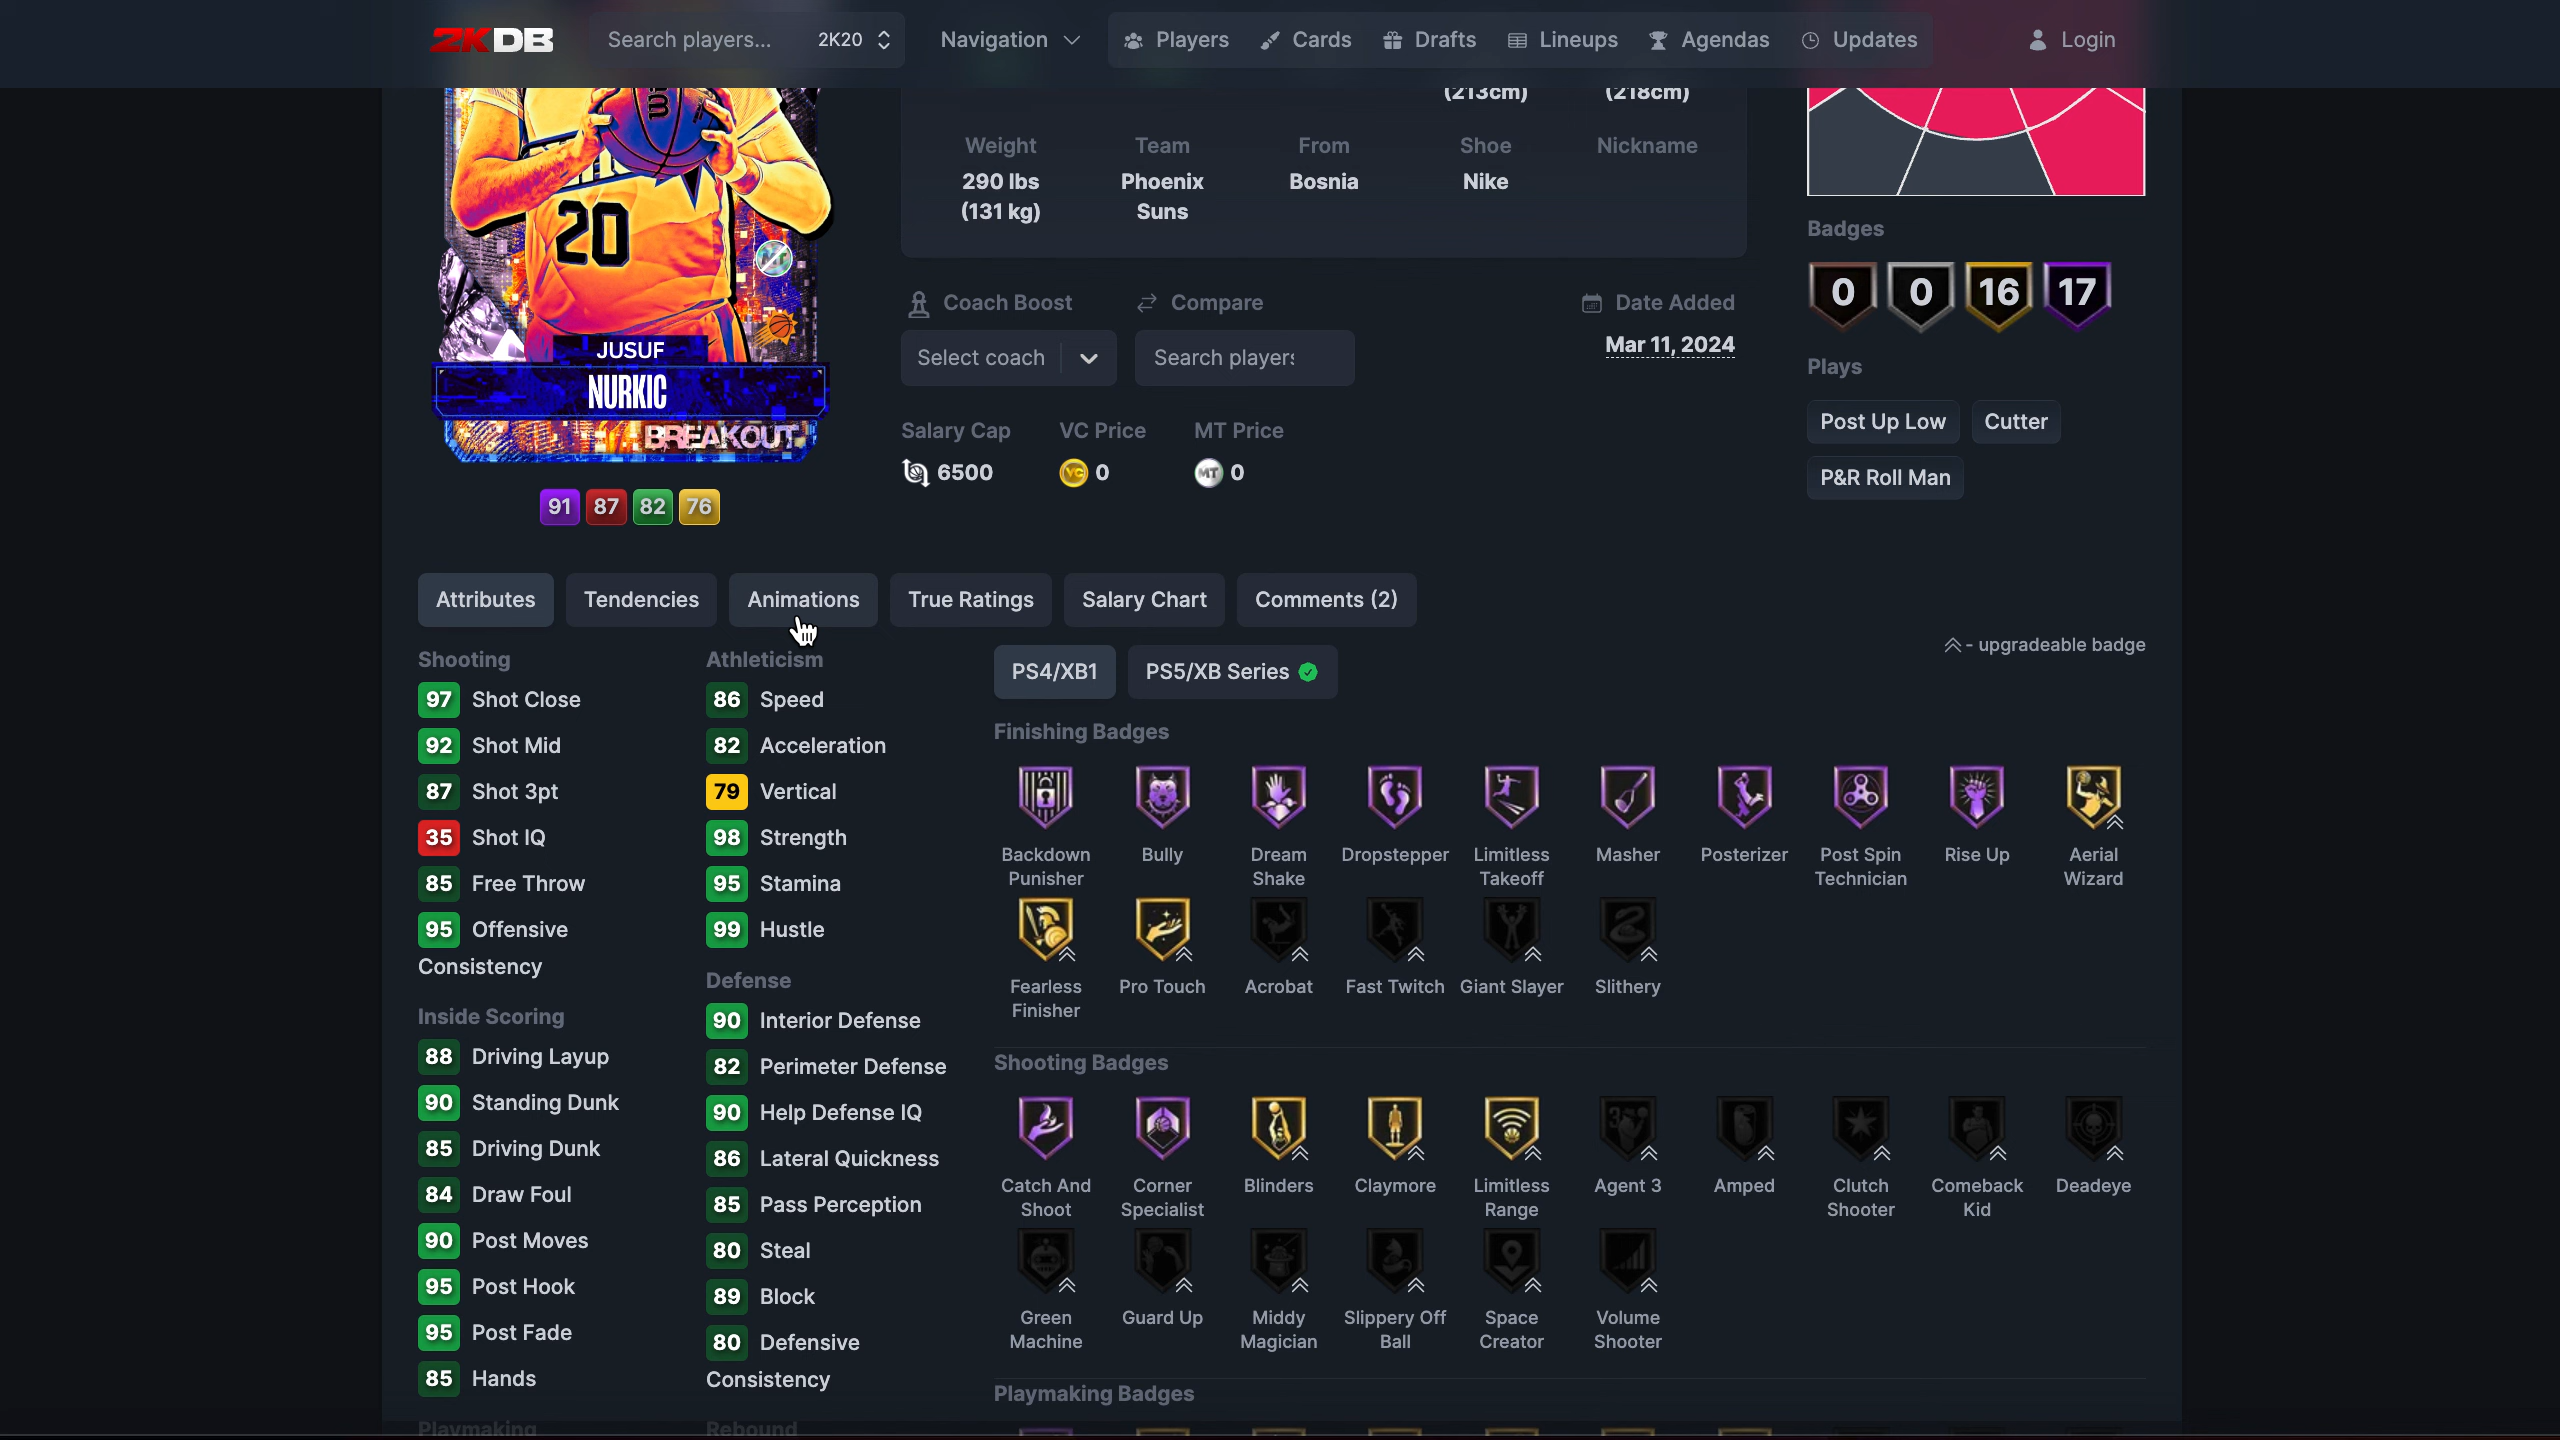 2KDB
Search players...
2K20
Navigation
Players
Cards
Drafts
Lineups
Agendas
Updates
Login
20
JUSUF
NURKIC
BREAKOUT
91
87
82
76
(213cm)
(218cm)
Weight
290 lbs
(131 kg)
Team
Phoenix
Suns
From
Bosnia
Shoe
Nike
Nickname
Coach Boost
Select coach
Compare
Search players
Date Added
Mar 11, 2024
Salary Cap
6500
VC Price
VC 0
MT Price
MT 0
Badges
0
0
16
17
Plays
Post Up Low
Cutter
P&R Roll Man
Attributes
Tendencies
Animations
True Ratings
Salary Chart
Comments (2)
Shooting
97 Shot Close
92 Shot Mid
87 Shot 3pt
35 Shot IQ
85 Free Throw
95 Offensive
Consistency
Inside Scoring
88 Driving Layup
90 Standing Dunk
85 Driving Dunk
84 Draw Foul
90 Post Moves
95 Post Hook
95 Post Fade
85 Hands
Playmaking
Athleticism
86 Speed
82 Acceleration
79 Vertical
98 Strength
95 Stamina
99 Hustle
Defense
90 Interior Defense
82 Perimeter Defense
90 Help Defense IQ
86 Lateral Quickness
85 Pass Perception
80 Steal
89 Block
80 Defensive
Consistency
Rebound
PS4/XB1
PS5/XB Series
- upgradeable badge
Finishing Badges
Backdown
Punisher
Bully
Dream
Shake
Dropstepper
Limitless
Takeoff
Masher
Posterizer
Post Spin
Technician
Rise Up
Aerial
Wizard
Fearless
Finisher
Pro Touch
Acrobat
Fast Twitch
Giant Slayer
Slithery
Shooting Badges
Catch And
Shoot
Corner
Specialist
Blinders
Claymore
Limitless
Range
Agent 3
Amped
Clutch
Shooter
Comeback
Kid
Deadeye
Green
Machine
Guard Up
Middy
Magician
Slippery Off
Ball
Space
Creator
Volume
Shooter
Playmaking Badges